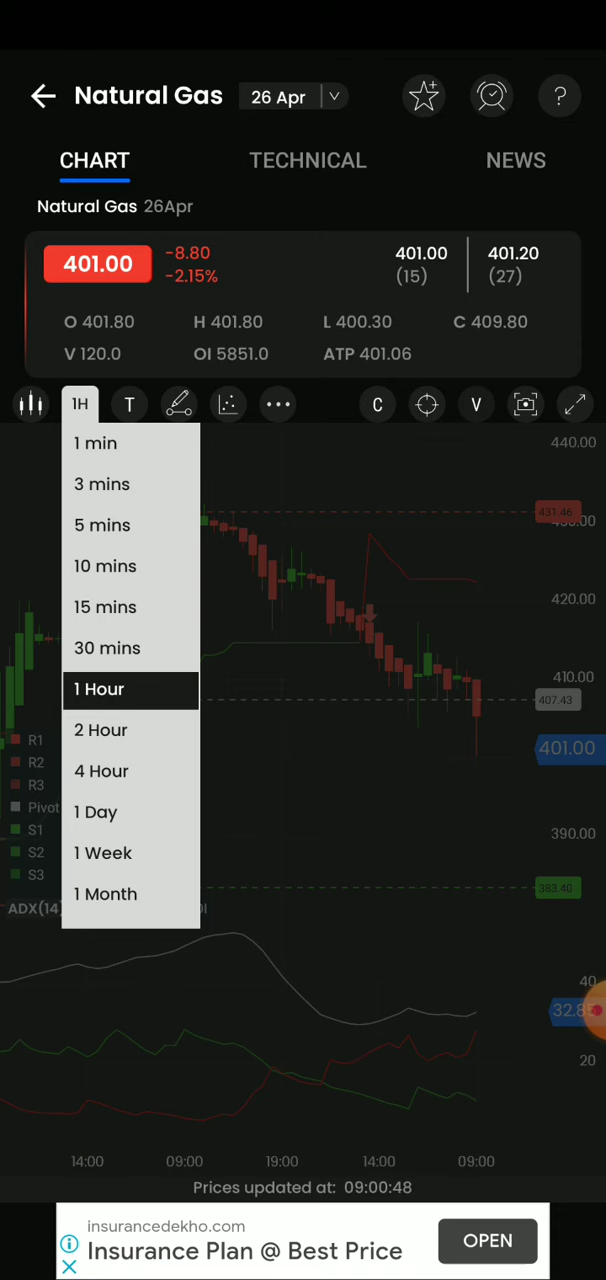 Natural Gas 26 Apr ?
CHART TECHNICAL NEWS
Natural Gas 26Apr
401.00 -8.80 -2.15% 401.00 (15) 401.20 (27)
O 401.80 H 401.80 L 400.30 C 409.80
V 120.0 OI 5851.0 ATP 401.06
1H T C V
1 min
3 mins
5 mins
10 mins
15 mins
30 mins
1 Hour
2 Hour
4 Hour
1 Day
1 Week
1 Month
440.00
431.46
420.00
410.00
407.43
401.00
390.00
383.40
R1
R2
R3
Pivot
S1
S2
S3
ADX(14)
40
20
14:00 09:00 19:00 14:00 09:00
Prices updated at: 09:00:48
insurancedekho.com
Insurance Plan @ Best Price
OPEN